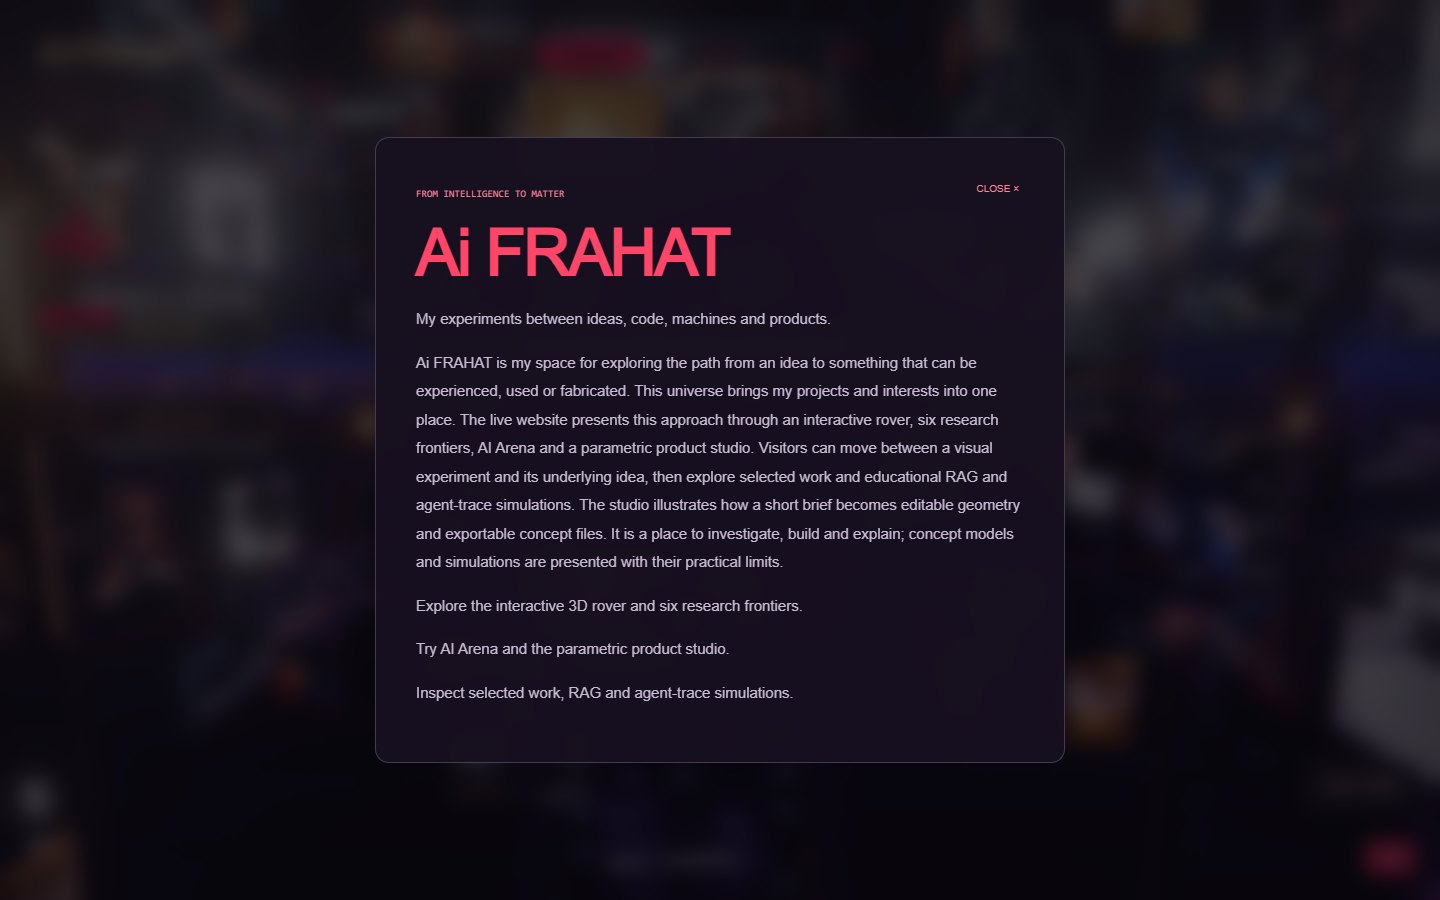 FROM INTELLIGENCE TO MATTER
CLOSE ×
Ai FRAHAT
My experiments between ideas, code, machines and products.
Ai FRAHAT is my space for exploring the path from an idea to something that can be
experienced, used or fabricated. This universe brings my projects and interests into one
place. The live website presents this approach through an interactive rover, six research
frontiers, AI Arena and a parametric product studio. Visitors can move between a visual
experiment and its underlying idea, then explore selected work and educational RAG and
agent-trace simulations. The studio illustrates how a short brief becomes editable geometry
and exportable concept files. It is a place to investigate, build and explain; concept models
and simulations are presented with their practical limits.
Explore the interactive 3D rover and six research frontiers.
Try AI Arena and the parametric product studio.
Inspect selected work, RAG and agent-trace simulations.